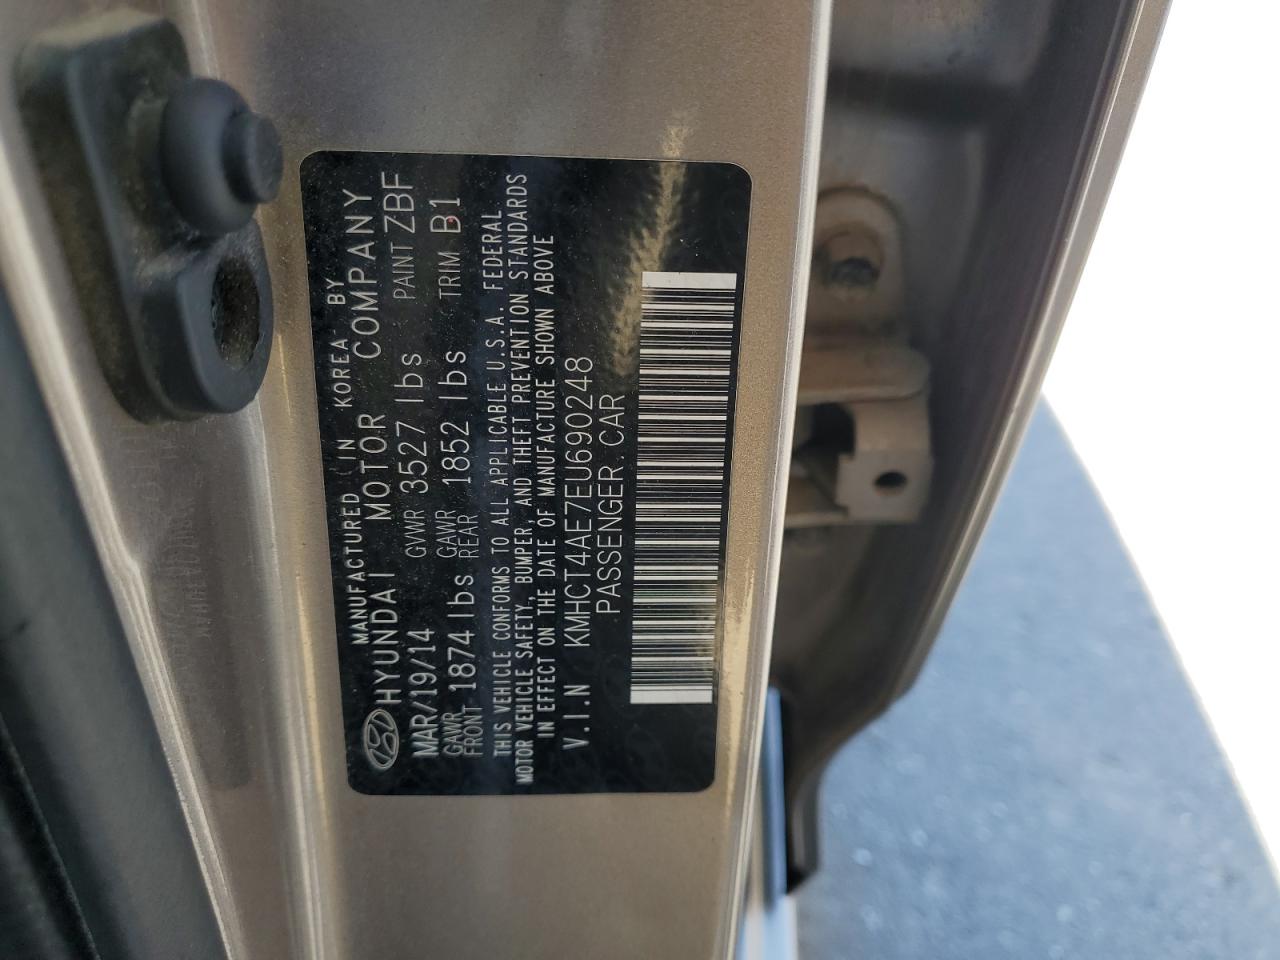 MANUFACTURED IN KOREA BY
HYUNDAI MOTOR COMPANY
MAR/19/14 GVWR 3527 lbs PAINT ZBF
GAWR FRONT 1874 lbs GAWR REAR 1852 lbs TRIM B1
THIS VEHICLE CONFORMS TO ALL APPLICABLE U.S.A. FEDERAL
MOTOR VEHICLE SAFETY, BUMPER, AND THEFT PREVENTION STANDARDS
IN EFFECT ON THE DATE OF MANUFACTURE SHOWN ABOVE
V.I.N KMHCT4AE7EU690248
PASSENGER CAR